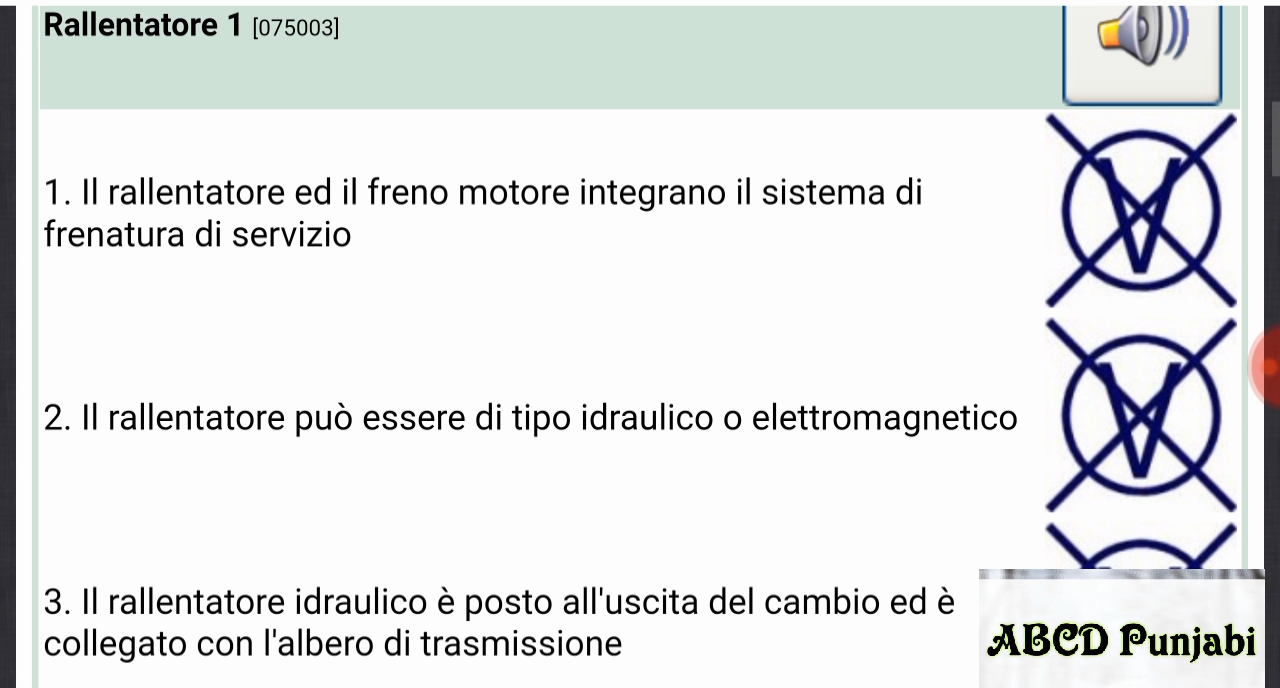 Rallentatore 1 [075003]
1. Il rallentatore ed il freno motore integrano il sistema di
frenatura di servizio
V
2. Il rallentatore può essere di tipo idraulico o elettromagnetico
V
3. Il rallentatore idraulico è posto all'uscita del cambio ed è
collegato con l'albero di trasmissione
ABCD Punjabi